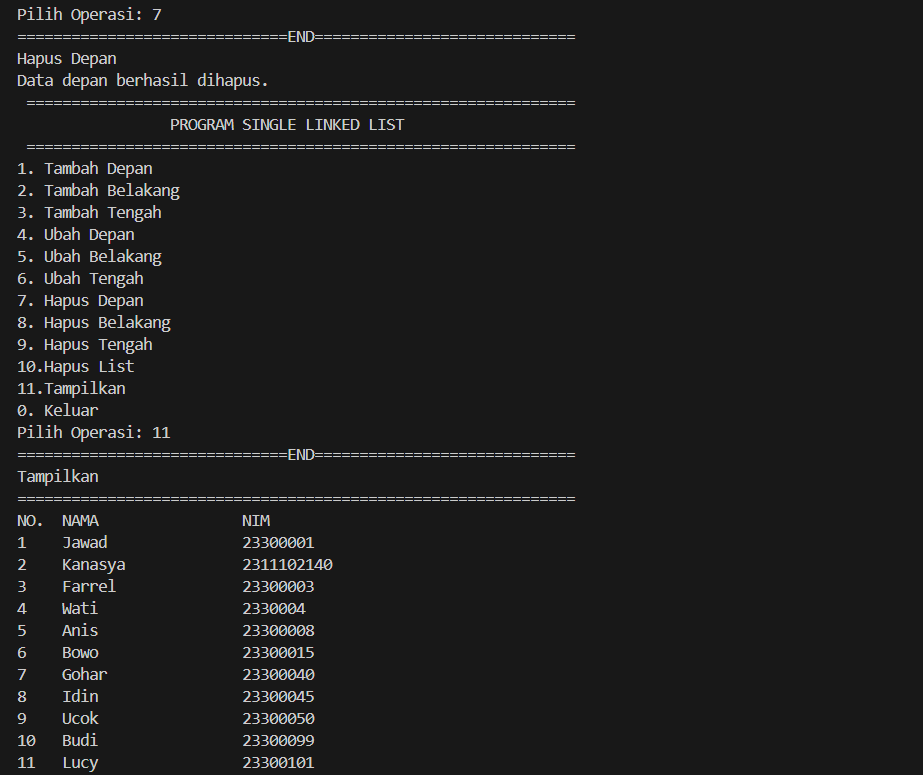 Pilih Operasi: 7
==============================END=============================
Hapus Depan
Data depan berhasil dihapus.
=============================================================
PROGRAM SINGLE LINKED LIST
=============================================================
1. Tambah Depan
2. Tambah Belakang
3. Tambah Tengah
4. Ubah Depan
5. Ubah Belakang
6. Ubah Tengah
7. Hapus Depan
8. Hapus Belakang
9. Hapus Tengah
10.Hapus List
11.Tampilkan
0. Keluar
Pilih Operasi: 11
==============================END=============================
Tampilkan
==============================================================
NO. NAMA NIM
1 Jawad 23300001
2 Kanasya 2311102140
3 Farrel 23300003
4 Wati 2330004
5 Anis 23300008
6 Bowo 23300015
7 Gohar 23300040
8 Idin 23300045
9 Ucok 23300050
10 Budi 23300099
11 Lucy 23300101